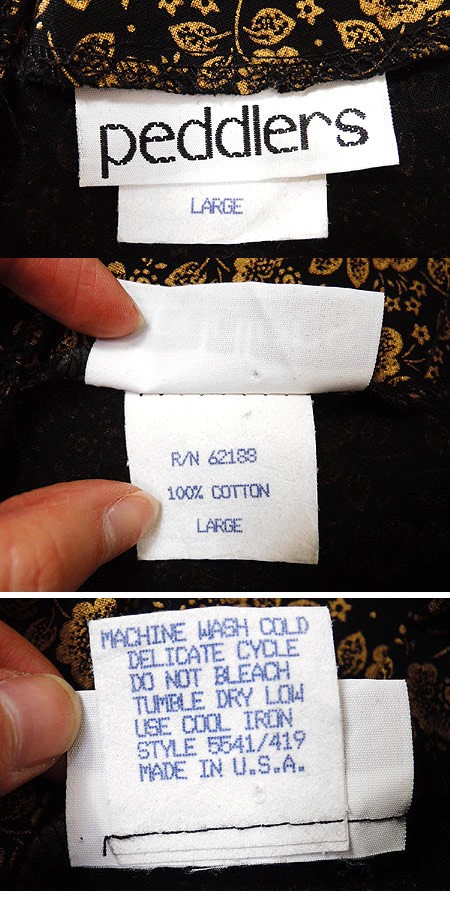 peddlers
LARGE
R/N 62188
100% COTTON
LARGE
MACHINE WASH COLD
DELICATE CYCLE
DO NOT BLEACH
TUMBLE DRY LOW
USE COOL IRON
STYLE 5541/419
MADE IN U.S.A.